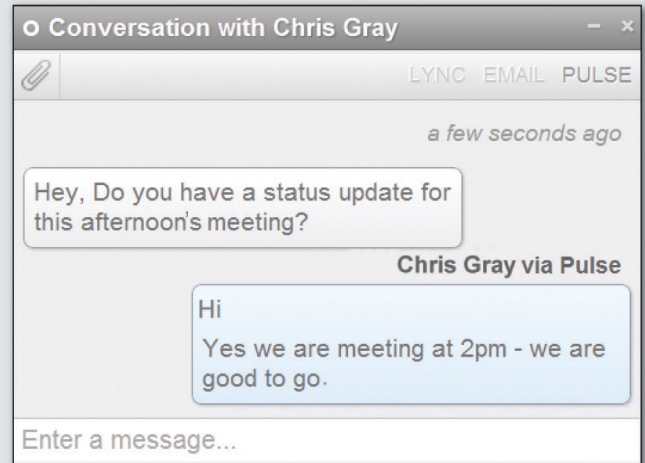 Conversation with Chris Gray
LYNC EMAIL PULSE
a few seconds ago
Hey, Do you have a status update for
this afternoon's meeting?
Chris Gray via Pulse
Hi
Yes we are meeting at 2pm - we are
good to go.
Enter a message...